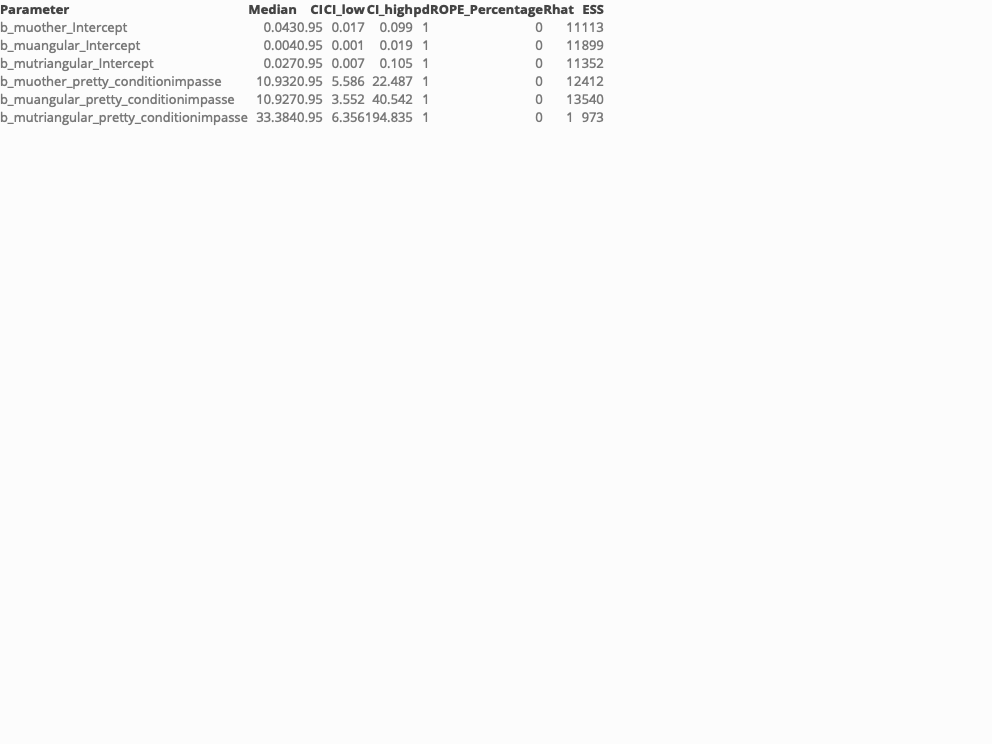 Parameter Median CI CI_low CI_high pd ROPE_Percentage Rhat ESS
b_muother_Intercept 0.043 0.95 0.017 0.099 1 0 1 1113
b_muangular_Intercept 0.004 0.95 0.001 0.019 1 0 1 1899
b_mutriangular_Intercept 0.027 0.95 0.007 0.105 1 0 1 1352
b_muother_pretty_conditionimpasse 10.932 0.95 5.586 22.487 1 0 1 2412
b_muangular_pretty_conditionimpasse 10.927 0.95 3.552 40.542 1 0 1 3540
b_mutriangular_pretty_conditionimpasse 33.384 0.95 6.356 194.835 1 0 1 973